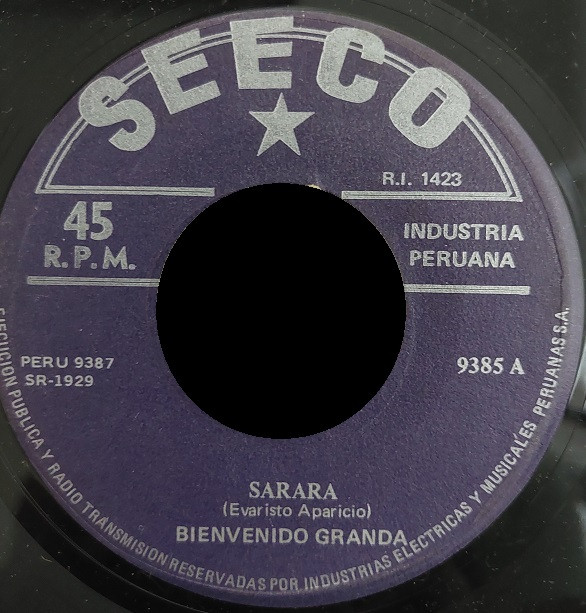 SEECO
R.I. 1423
45
R.P.M.
INDUSTRIA
PERUANA
PERU 9387
SR-1929
9385 A
SARARA
(Evaristo Aparicio)
BIENVENIDO GRANDA
EJECUCION PUBLICA Y RADIO TRANSMISION RESERVADAS POR INDUSTRIAS ELECTRICAS Y MUSICALES PERUANAS S.A.